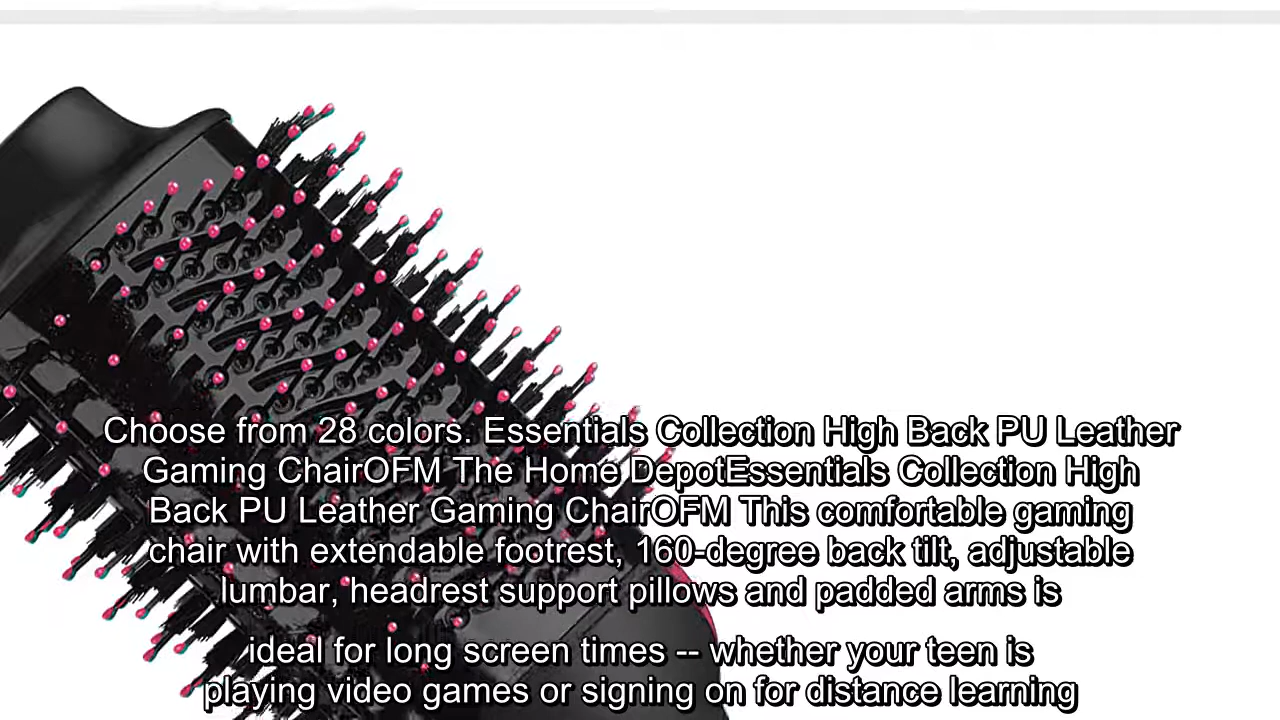 Choose from 28 colors. Essentials Collection High Back PU Leather
Gaming ChairOFM The Home DepotEssentials Collection High
Back PU Leather Gaming ChairOFM This comfortable gaming
chair with extendable footrest, 160-degree back tilt, adjustable
lumbar, headrest support pillows and padded arms is
ideal for long screen times -- whether your teen is
playing video games or signing on for distance learning